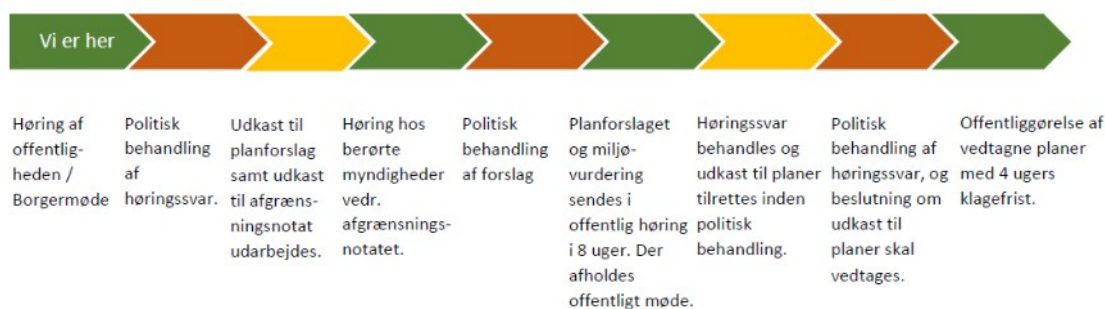 Vi er her
Høring af
offentlig-
heden /
Borgermøde
Politisk
behandling
af
høringssvar.
Udkast til
planforslag
samt udkast
til afgræns-
ningsnotat
udarbejdes.
Høring hos
berørte
myndigheder
vedr.
afgrænsnings-
notatet.
Politisk
behandling
af forslag
Planforslaget
og miljø-
vurdering
sendes i
offentlig høring
i 8 uger. Der
afholdes
offentligt møde.
Høringssvar
behandles og
udkast til planer
tilrettes inden
politisk
behandling.
Politisk
behandling af
høringssvar, og
beslutning om
udkast til
planer skal
vedtages.
Offentliggørelse af
vedtagne planer
med 4 ugers
klagefrist.